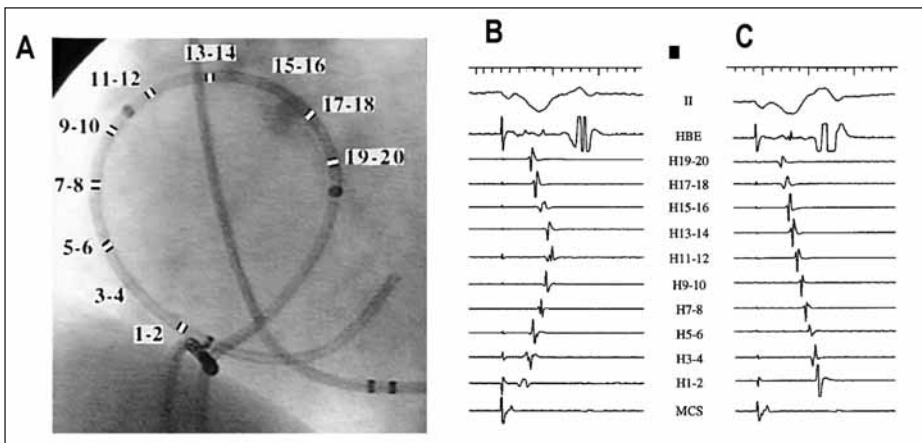 A
13-14
15-16
11-12
17-18
9-10
19-20
7-8
5-6
3-4
1-2
B
C
II
HBE
H19-20
H17-18
H15-16
H13-14
H11-12
H9-10
H7-8
H5-6
H3-4
H1-2
MCS